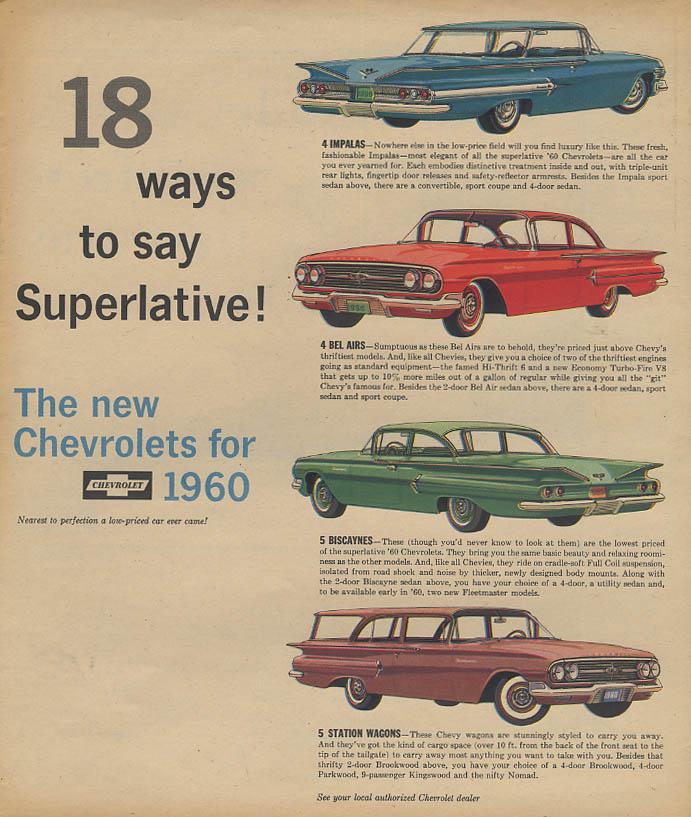 18
ways
to say
Superlative!
The new
Chevrolets for
CHEVROLET 1960
Nearest to perfection a low-priced car ever came!
4 IMPALAS—Nowhere else in the low-price field will you find luxury like this. These fresh,
fashionable Impalas—most elegant of all the superlative '60 Chevrolets—are all the car
you ever yearned for. Each embodies distinctive treatment inside and out, with triple-unit
rear lights, fingertip door releases and safety-reflector armrests. Besides the Impala sport
sedan above, there are a convertible, sport coupe and 4-door sedan.
4 BEL AIRS—Sumptuous as these Bel Airs are to behold, they're priced just above Chevy's
thriftiest models. And, like all Chevies, they give you a choice of two of the thriftiest engines
going as standard equipment—the famed Hi-Thrift 6 and a new Economy Turbo-Fire V8
that gets up to 10% more miles out of a gallon of regular while giving you all the "git"
Chevy's famous for. Besides the 2-door Bel Air sedan above, there are a 4-door sedan, sport
sedan and sport coupe.
5 BISCAYNES—These (though you'd never know to look at them) are the lowest priced
of the superlative '60 Chevrolets. They bring you the same basic beauty and relaxing roomi-
ness as the other models. And, like all Chevies, they ride on cradle-soft Full Coil suspension,
isolated from road shock and noise by thicker, newly designed body mounts. Along with
the 2-door Biscayne sedan above, you have your choice of a 4-door, a utility sedan and,
to be available early in '60, two new Fleetmaster models.
1960
5 STATION WAGONS—These Chevy wagons are stunningly styled to carry you away.
And they've got the kind of cargo space (over 10 ft. from the back of the front seat to the
tip of the tailgate) to carry away most anything you want to take with you. Besides that
thrifty 2-door Brookwood above, you have your choice of a 4-door Brookwood, 4-door
Parkwood, 9-passenger Kingswood and the nifty Nomad.
See your local authorized Chevrolet dealer